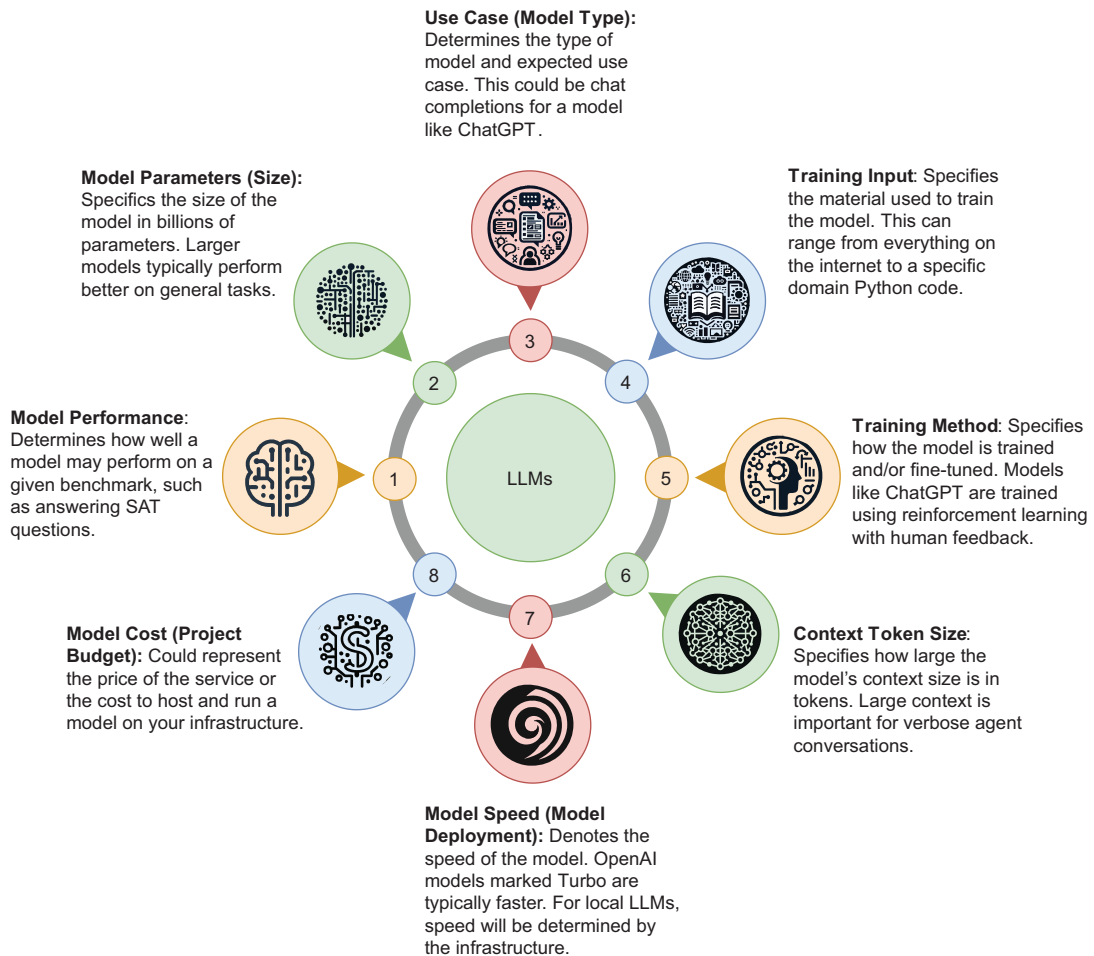 Use Case (Model Type):
Determines the type of
model and expected use
case. This could be chat
completions for a model
like ChatGPT.
Model Parameters (Size):
Specifics the size of the
model in billions of
parameters. Larger
models typically perform
better on general tasks.
Training Input: Specifies
the material used to train
the model. This can
range from everything on
the internet to a specific
domain Python code.
3
2
4
Model Performance:
Determines how well a
model may perform on a
given benchmark, such
as answering SAT
questions.
1
LLMs
5
Training Method: Specifies
how the model is trained
and/or fine-tuned. Models
like ChatGPT are trained
using reinforcement learning
with human feedback.
8
6
7
Model Cost (Project
Budget): Could represent
the price of the service or
the cost to host and run a
model on your infrastructure.
Context Token Size:
Specifies how large the
model's context size is in
tokens. Large context is
important for verbose agent
conversations.
Model Speed (Model
Deployment): Denotes the
speed of the model. OpenAI
models marked Turbo are
typically faster. For local LLMs,
speed will be determined by
the infrastructure.